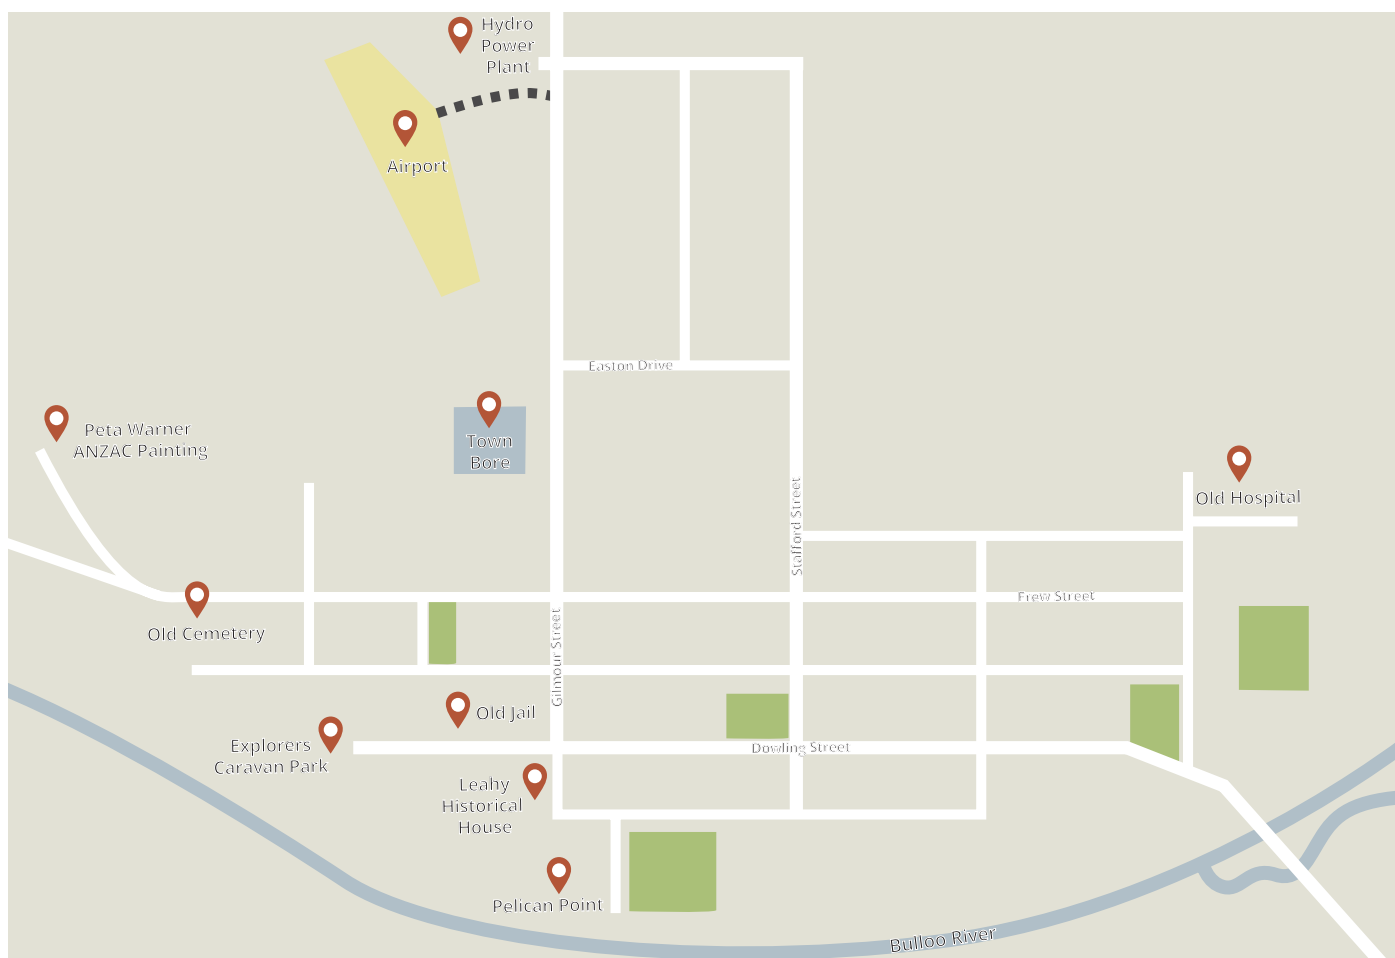 Hydro
Power
Plant
Airport
Easton Drive
Peta Warner
ANZAC Painting
Town
Bore
Stafford Street
Old Hospital
Frew Street
Old Cemetery
Gilmour Street
Old Jail
Explorers
Caravan Park
Dowling Street
Leahy
Historical
House
Pelican Point
Bulloo River